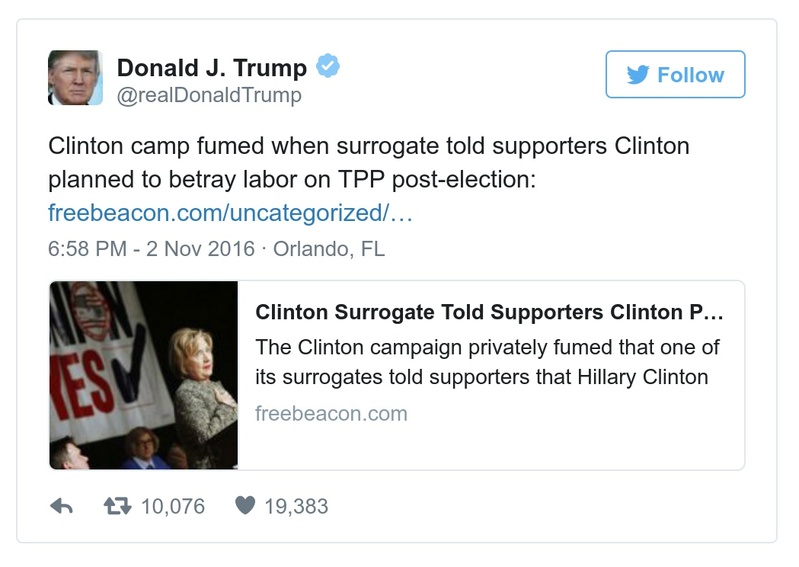 Donald J. Trump
@realDonaldTrump
Follow
Clinton camp fumed when surrogate told supporters Clinton
planned to betray labor on TPP post-election:
freebeacon.com/uncategorized/…
6:58 PM - 2 Nov 2016 · Orlando, FL
YES
Clinton Surrogate Told Supporters Clinton P…
The Clinton campaign privately fumed that one of
its surrogates told supporters that Hillary Clinton
freebeacon.com
10,076
19,383